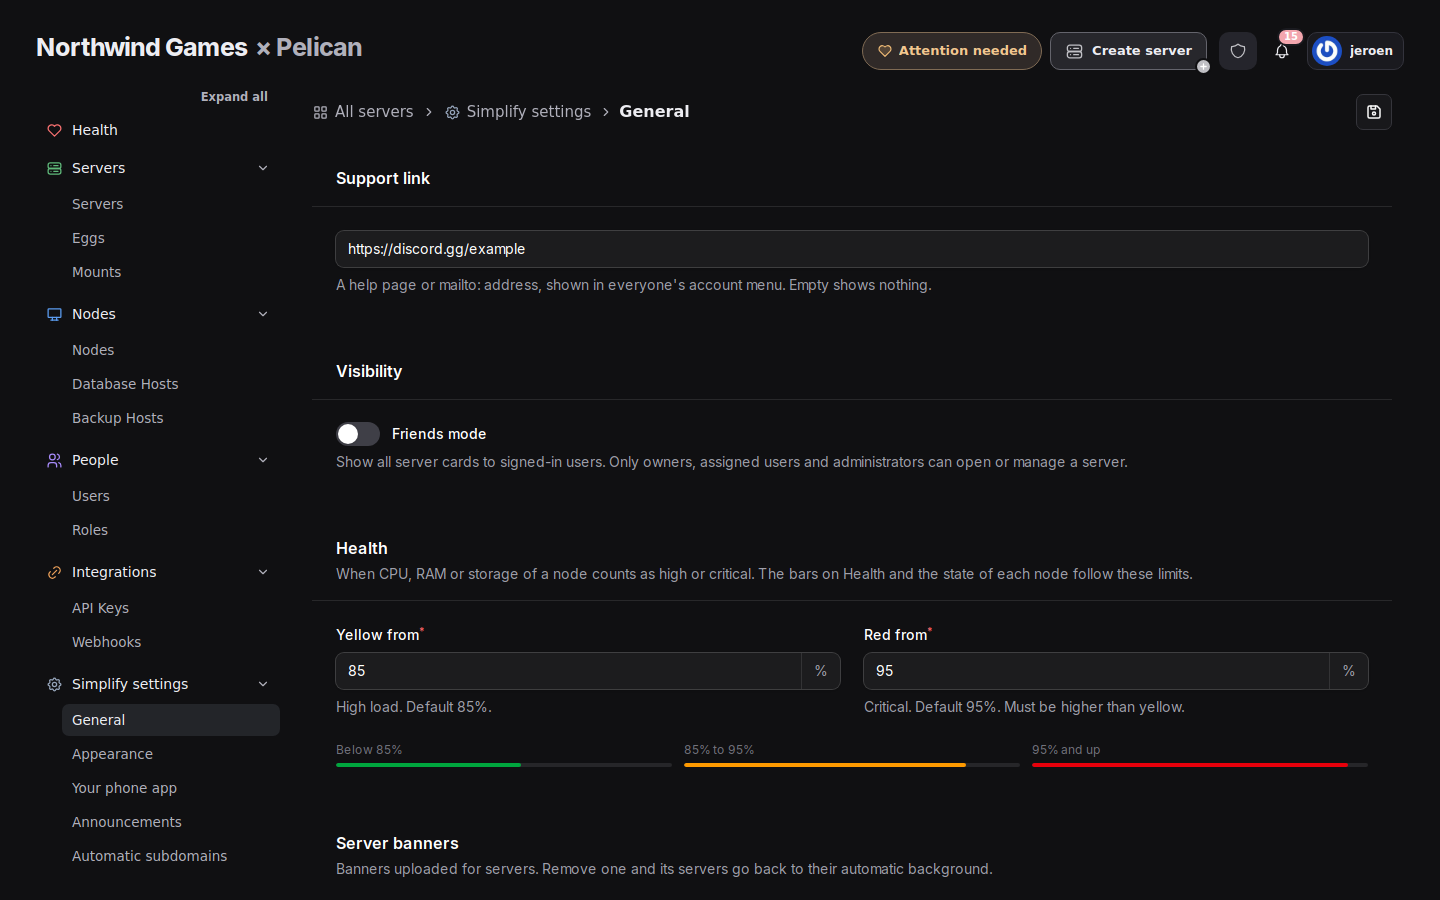 Northwind Games × Pelican
Attention needed
Create server
15
jeroen
Expand all
Health
Servers
Servers
Eggs
Mounts
Nodes
Nodes
Database Hosts
Backup Hosts
People
Users
Roles
Integrations
API Keys
Webhooks
Simplify settings
General
Appearance
Your phone app
Announcements
Automatic subdomains
All servers > Simplify settings > General
Support link
https://discord.gg/example
A help page or mailto: address, shown in everyone's account menu. Empty shows nothing.
Visibility
Friends mode
Show all server cards to signed-in users. Only owners, assigned users and administrators can open or manage a server.
Health
When CPU, RAM or storage of a node counts as high or critical. The bars on Health and the state of each node follow these limits.
Yellow from*
85 %
High load. Default 85%.
Red from*
95 %
Critical. Default 95%. Must be higher than yellow.
Below 85%
85% to 95%
95% and up
Server banners
Banners uploaded for servers. Remove one and its servers go back to their automatic background.